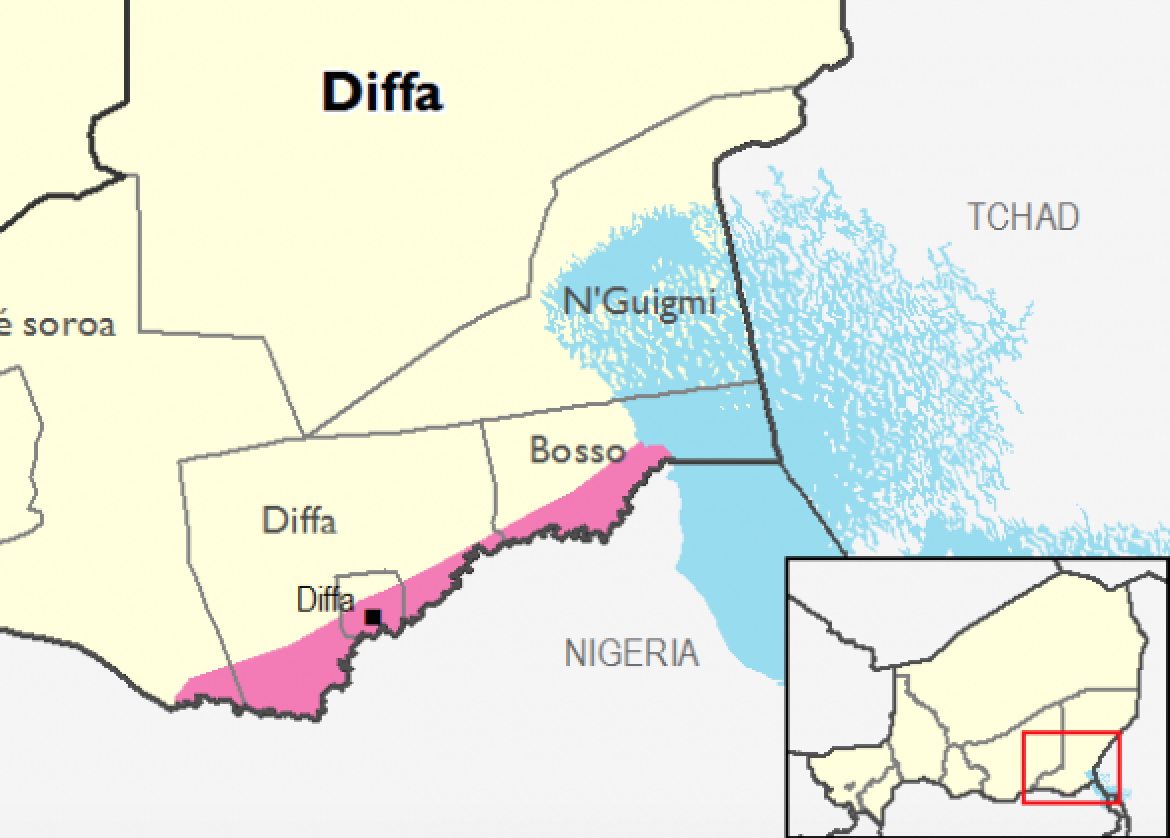 Diffa
TCHAD
N'Guigmi
é soroa
Bosso
Diffa
Diffa
NIGERIA